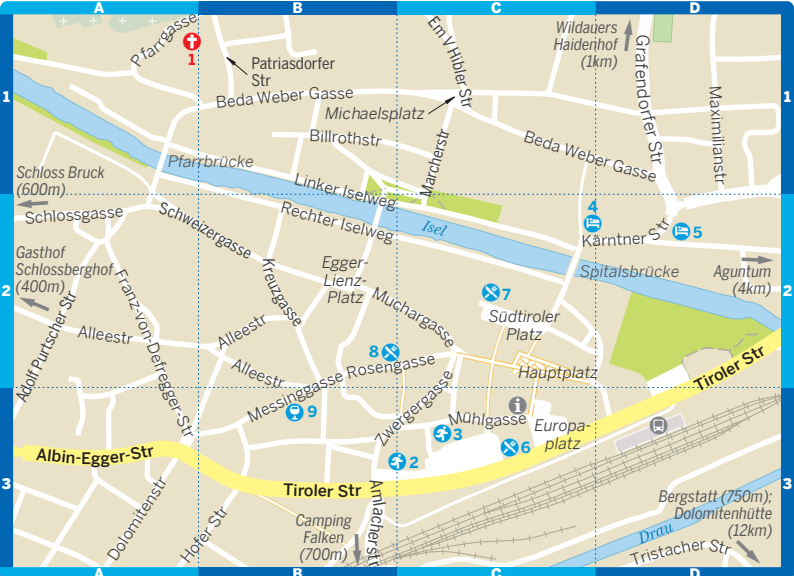 A
B
C
D
Pfarrgasse
1
Patriasdorfer
Str
Em V Hibler Str
Wildauers
Haidenhof
(1km)
Grafendorfer Str
Maximilianstr
1
1
Beda Weber Gasse
Michaelsplatz
Billrothstr
Marcherstr
Beda Weber Gasse
Pfarrbrücke
Schloss Bruck
(600m)
Linker Iselweg
Schlossgasse
Schweizergasse
Rechter Iselweg
Isel
4
Kärntner Str
5
Gasthof
Schlossberghof
(400m)
Egger-
Lienz-
Platz
Kreuzgasse
Spitalsbrücke
Aguntum
(4km)
2
2
Franz-von-Defregger-Str
Adolf Purtscher Str
Muchargasse
7
Südtiroler
Platz
Alleestr
Alleestr
Alleestr
8
Messinggasse
Rosengasse
Hauptplatz
Tiroler Str
9
Zwergergasse
Mühlgasse
i
3
Europa-
platz
6
2
Albin-Egger-Str
Tiroler Str
3
3
Dolomitenstr
Hofer Str
Camping
Falken
(700m)
Amlacherstr
Bergstatt (750m);
Dolomitenhütte
(12km)
Drau
Tristacher Str
A
B
C
D